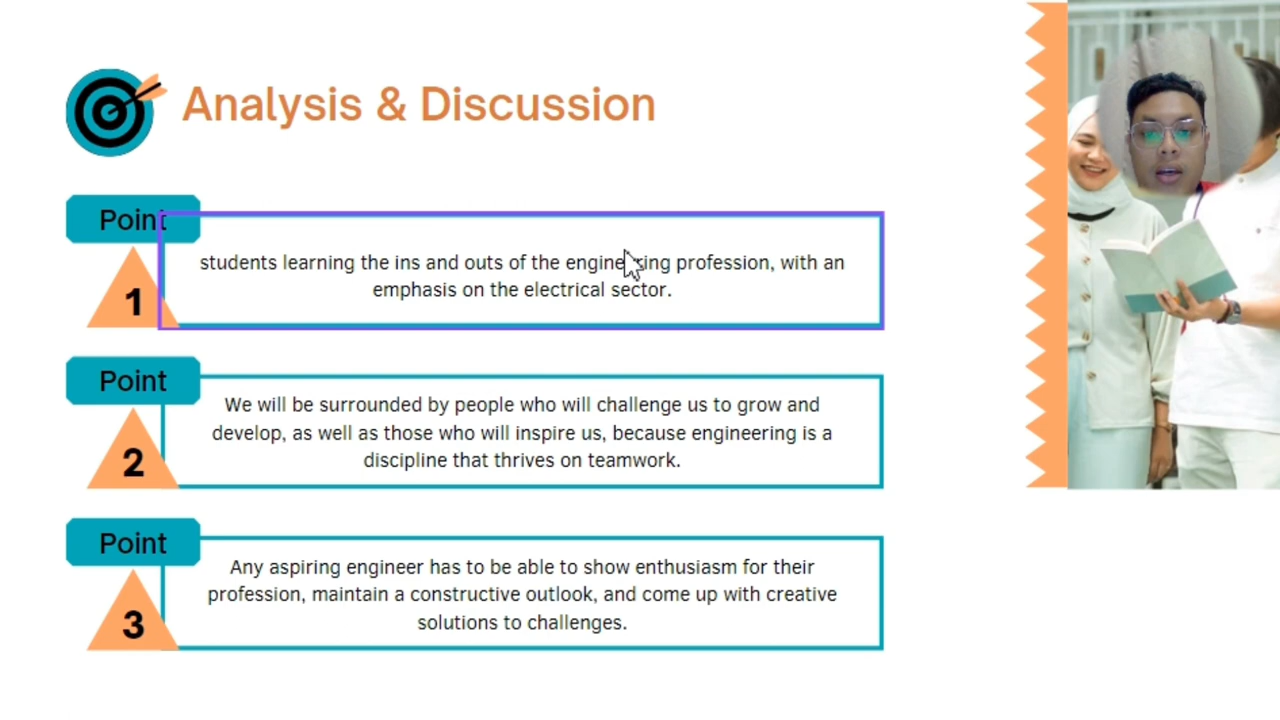 Analysis & Discussion
Point
1
students learning the ins and outs of the engineering profession, with an
emphasis on the electrical sector.
Point
2
We will be surrounded by people who will challenge us to grow and
develop, as well as those who will inspire us, because engineering is a
discipline that thrives on teamwork.
Point
3
Any aspiring engineer has to be able to show enthusiasm for their
profession, maintain a constructive outlook, and come up with creative
solutions to challenges.